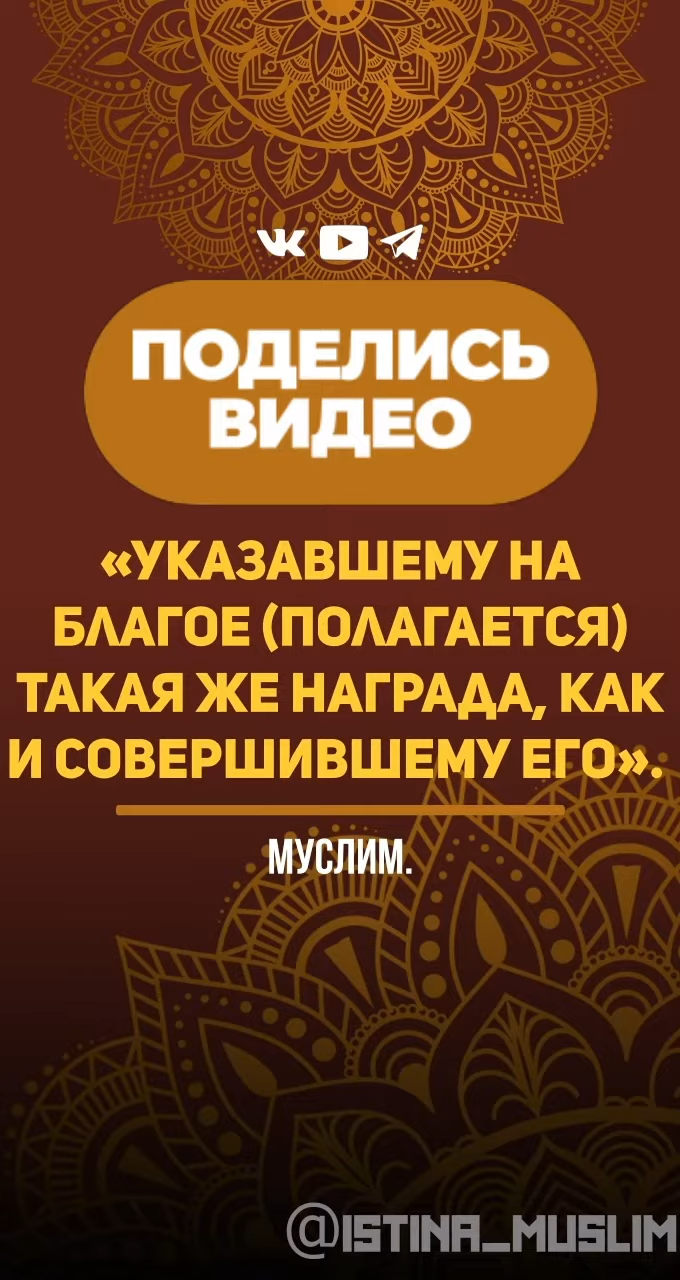 ПОДЕЛИСЬ
ВИДЕО
«УКАЗАВШЕМУ НА
БЛАГОЕ (ПОЛАГАЕТСЯ)
ТАКАЯ ЖЕ НАГРАДА, КАК
И СОВЕРШИВШЕМУ ЕГО».
МУСЛИМ.
@ISTINA_MUSLIM